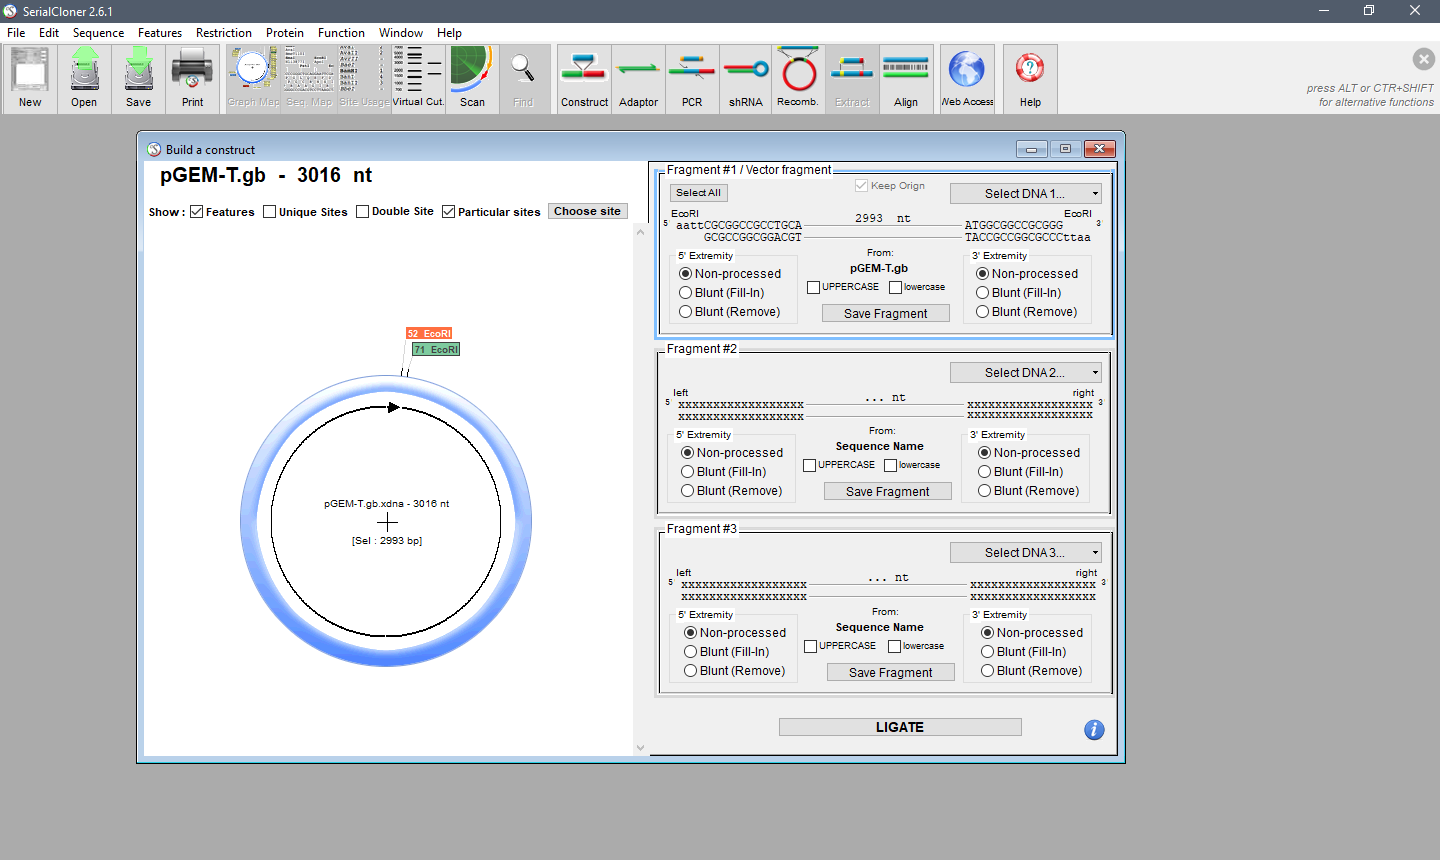 SerialCloner 2.6.1
File Edit Sequence Features Restriction Protein Function Window Help
New Open Save Print Graph Map Seq. Map Site Usage Virtual Cut. Scan Find Construct Adaptor PCR shRNA Recomb. Extract Align Web Access Help
press ALT or CTR+SHIFT
for alternative functions
Build a construct
pGEM-T.gb - 3016 nt
Show : Features Unique Sites Double Site Particular sites Choose site
52 EcoRI
71 EcoRI
pGEM-T.gb.xdna - 3016 nt
[Sel : 2993 bp]
Fragment #1 / Vector fragment
Select All Keep Orign Select DNA 1...
EcoRI 2993 nt EcoRI
5' aattCGCGGCCGCCTGCA ATGGCGGCCGCGGG 3'
GCGCCGGCGGACGT TACCGCCGGCGCCCttaa
5' Extremity From: 3' Extremity
Non-processed pGEM-T.gb Non-processed
Blunt (Fill-In) UPPERCASE lowercase Blunt (Fill-In)
Blunt (Remove) Save Fragment Blunt (Remove)
Fragment #2
Select DNA 2...
left ... nt right
5' xxxxxxxxxxxxxxxxxx xxxxxxxxxxxxxxxxxx 3'
xxxxxxxxxxxxxxxxxx xxxxxxxxxxxxxxxxxx
5' Extremity From: 3' Extremity
Non-processed Sequence Name Non-processed
Blunt (Fill-In) UPPERCASE lowercase Blunt (Fill-In)
Blunt (Remove) Save Fragment Blunt (Remove)
Fragment #3
Select DNA 3...
left ... nt right
5' xxxxxxxxxxxxxxxxxx xxxxxxxxxxxxxxxxxx 3'
xxxxxxxxxxxxxxxxxx xxxxxxxxxxxxxxxxxx
5' Extremity From: 3' Extremity
Non-processed Sequence Name Non-processed
Blunt (Fill-In) UPPERCASE lowercase Blunt (Fill-In)
Blunt (Remove) Save Fragment Blunt (Remove)
LIGATE